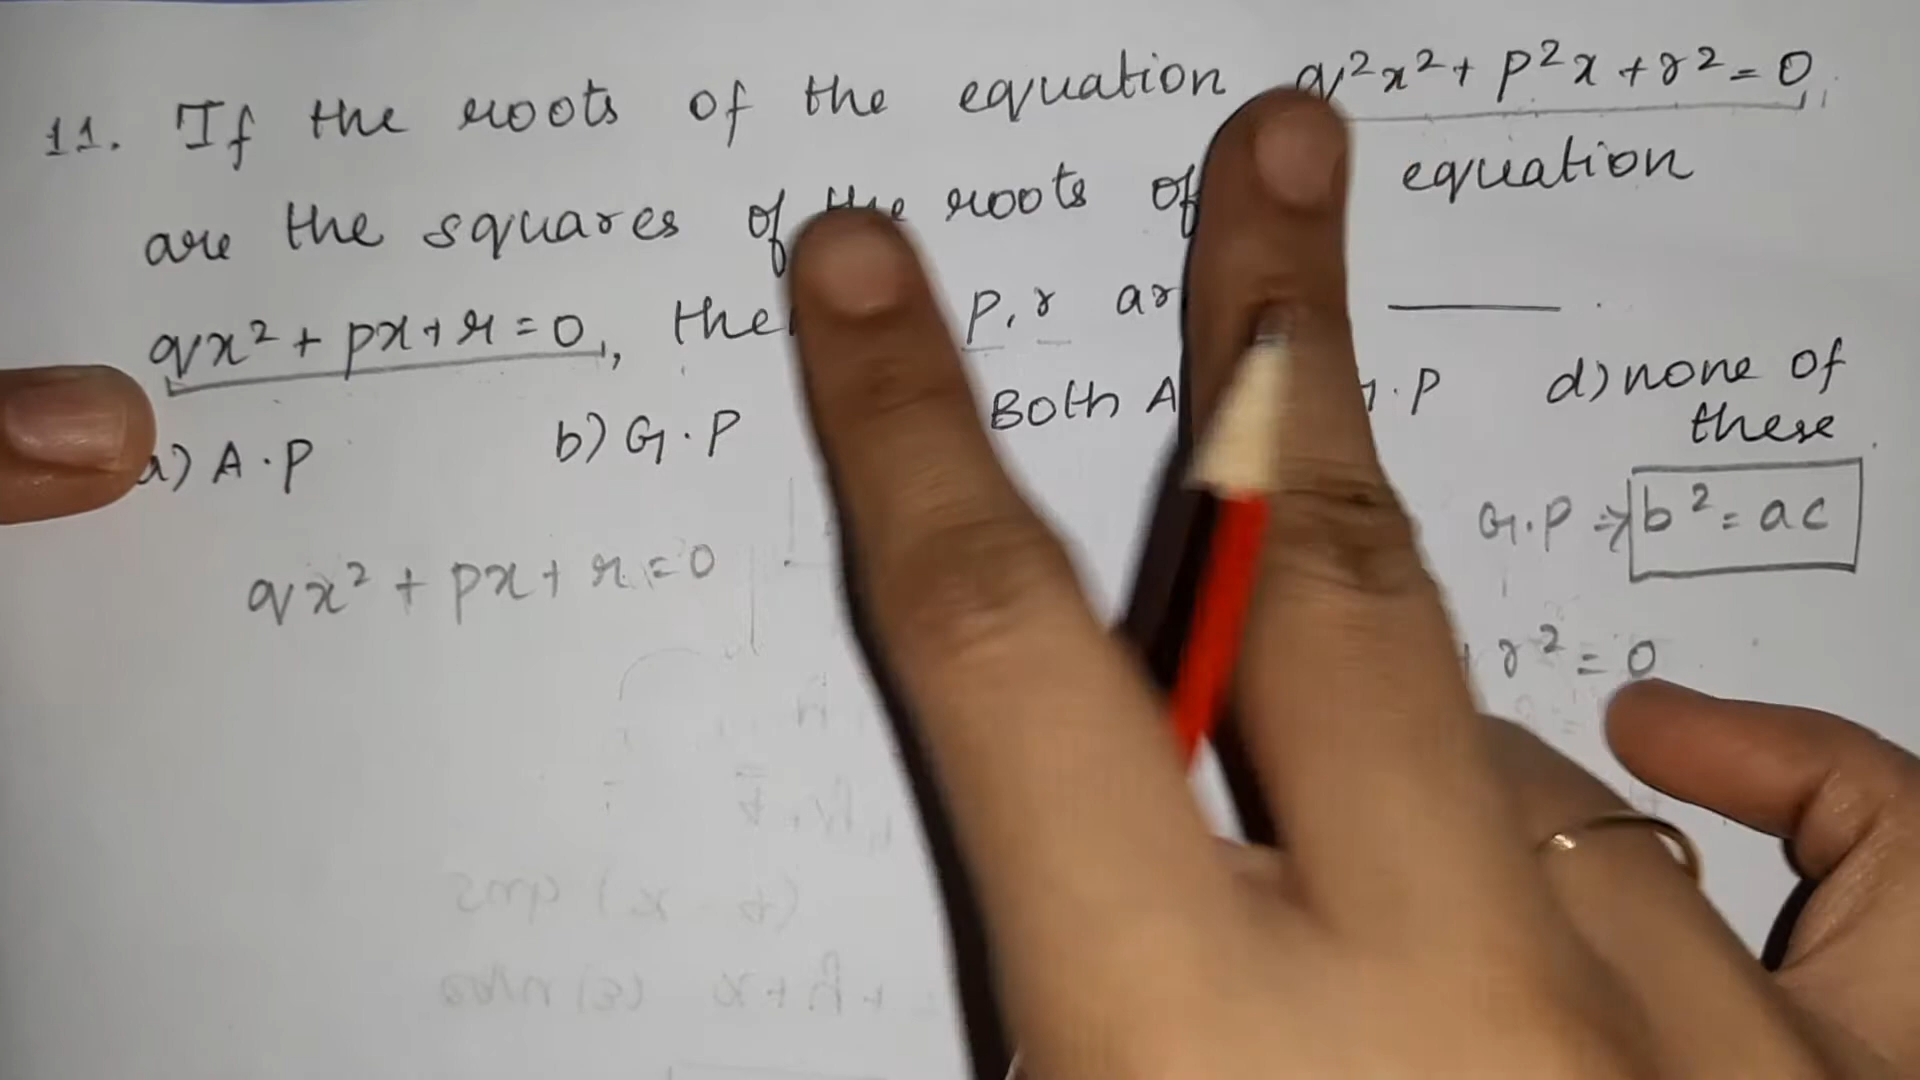 11. If the roots of the equation q²x² + p²x + r² = 0,
are the squares of the roots of equation
qx² + px + r = 0, p, r ______ .
a) A.P b) G.P Both A .P d) none of
these
G.P ⇒ b² = ac
qx² + px + r = 0
+ r² = 0